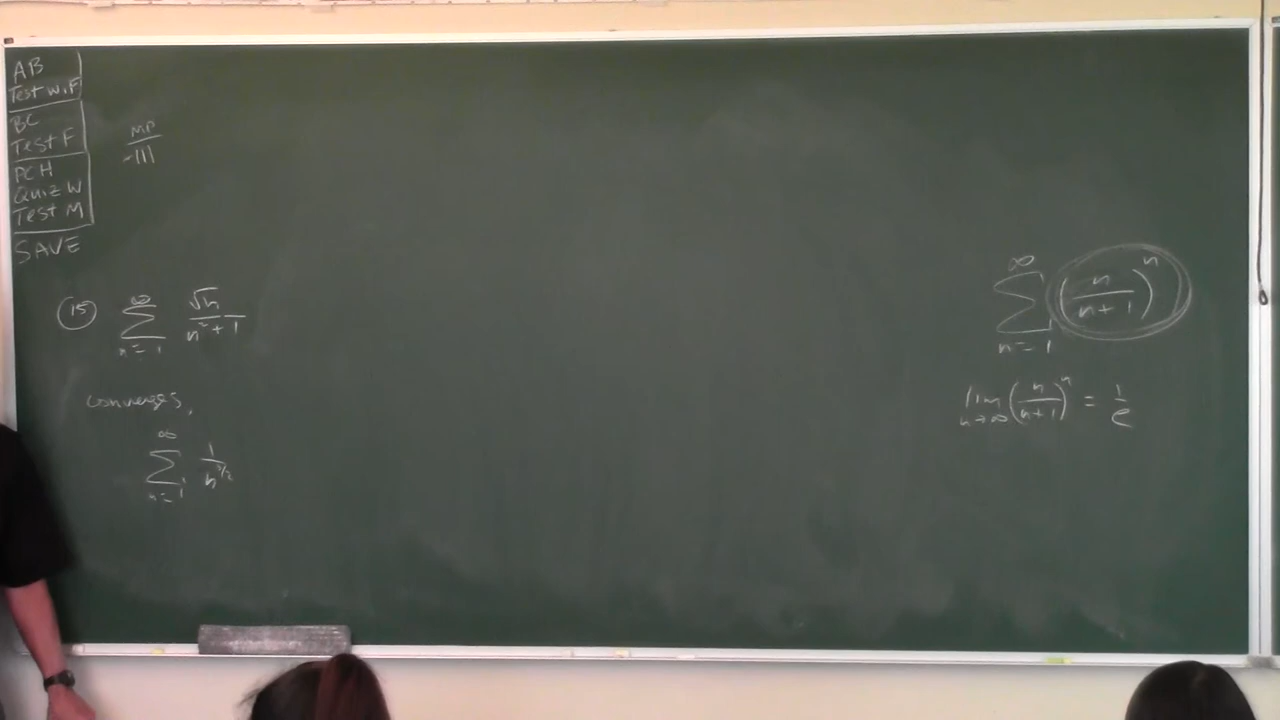 AB
Test W,F
BC
Test F
PCH
Quiz W
Test M
SAVE
MP
-111
(15) ∑_{n=1}^{∞} √n/(n²+1)
converges,
∑_{n=1}^{∞} 1/n^{3/2}
∑_{n=1}^{∞} (n/(n+1))^n
lim_{n→∞} (n/(n+1))^n = 1/e